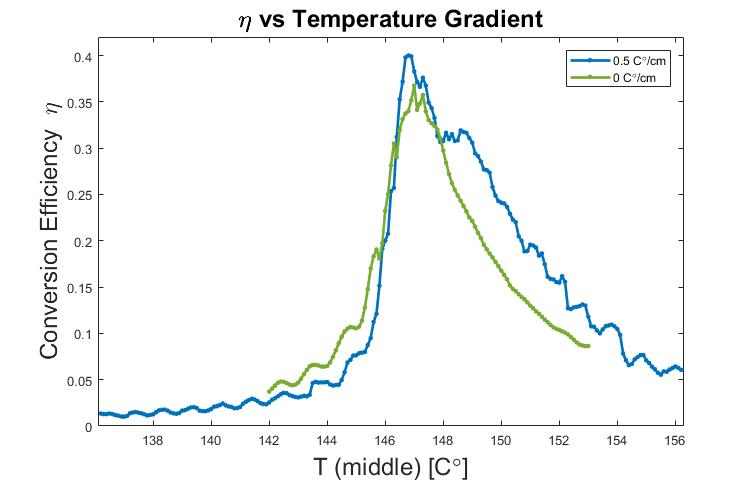 η vs Temperature Gradient
0.5 C°/cm
0 C°/cm
Conversion Efficiency η
0.4
0.35
0.3
0.25
0.2
0.15
0.1
0.05
0
138 140 142 144 146 148 150 152 154 156
T (middle) [C°]